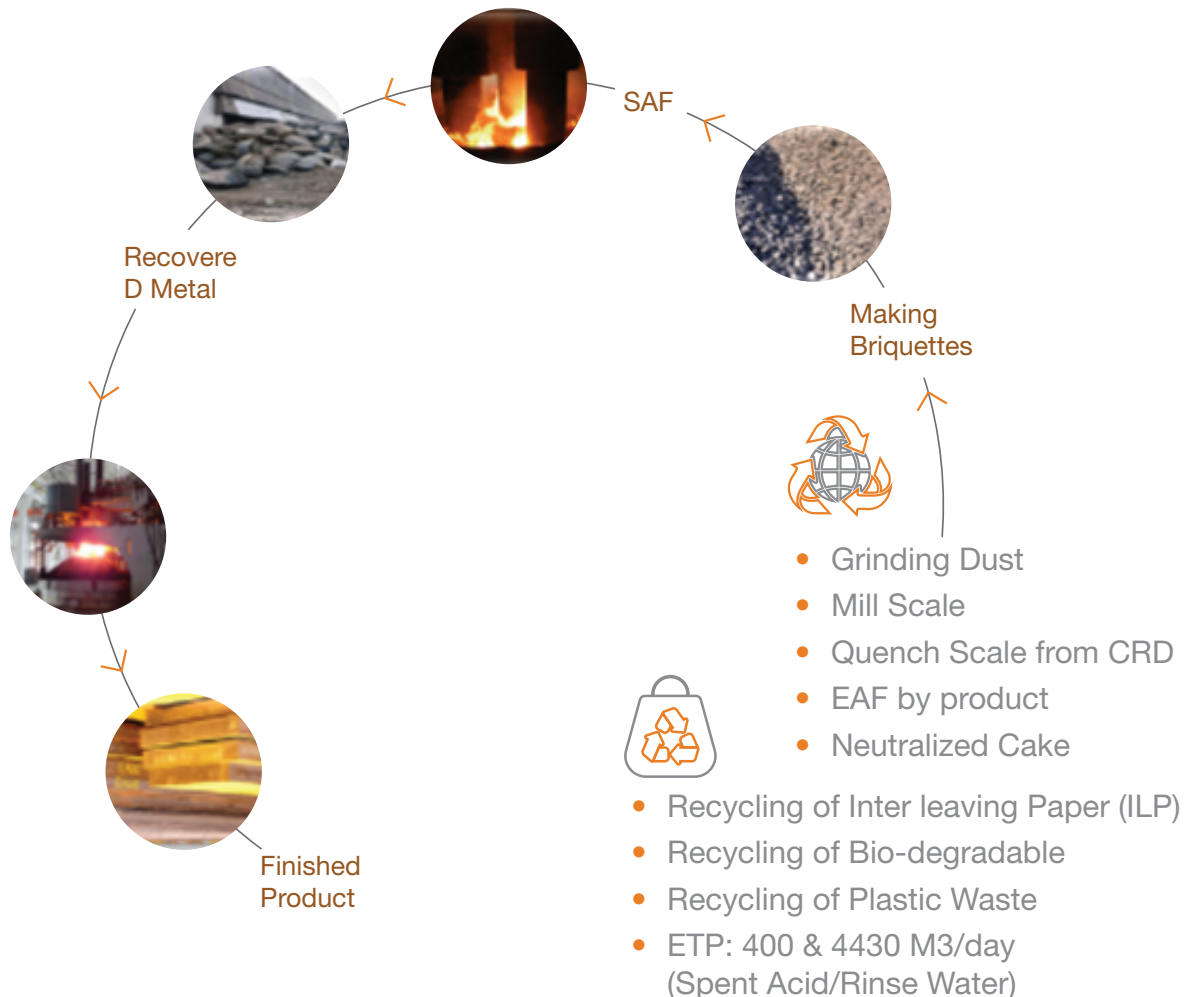 SAF
Recovere
D Metal
Making
Briquettes
• Grinding Dust
• Mill Scale
• Quench Scale from CRD
• EAF by product
• Neutralized Cake
• Recycling of Inter leaving Paper (ILP)
• Recycling of Bio-degradable
• Recycling of Plastic Waste
• ETP: 400 & 4430 M3/day
(Spent Acid/Rinse Water)
Finished
Product